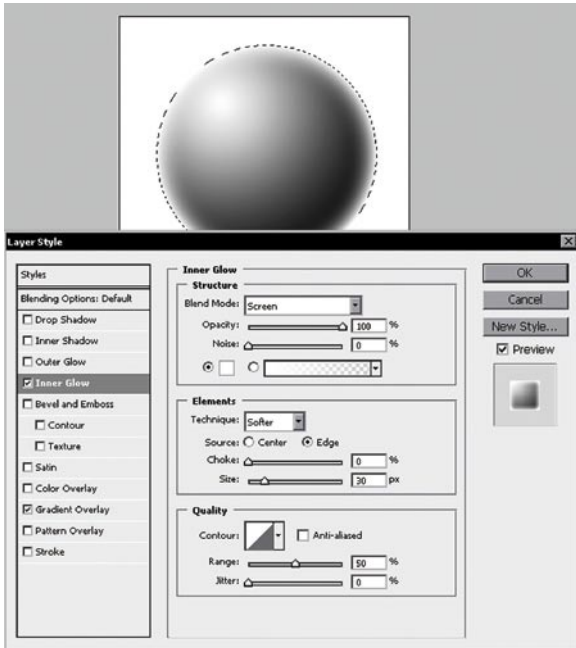 Layer Style
Styles
Blending Options: Default
Drop Shadow
Inner Shadow
Outer Glow
Inner Glow
Bevel and Emboss
Contour
Texture
Satin
Color Overlay
Gradient Overlay
Pattern Overlay
Stroke
Inner Glow
Structure
Blend Mode: Screen
Opacity: 100 %
Noise: 0 %
Elements
Technique: Softer
Source: Center Edge
Choke: 0 %
Size: 30 px
Quality
Contour: Anti-aliased
Range: 50 %
Jitter: 0 %
OK
Cancel
New Style...
Preview